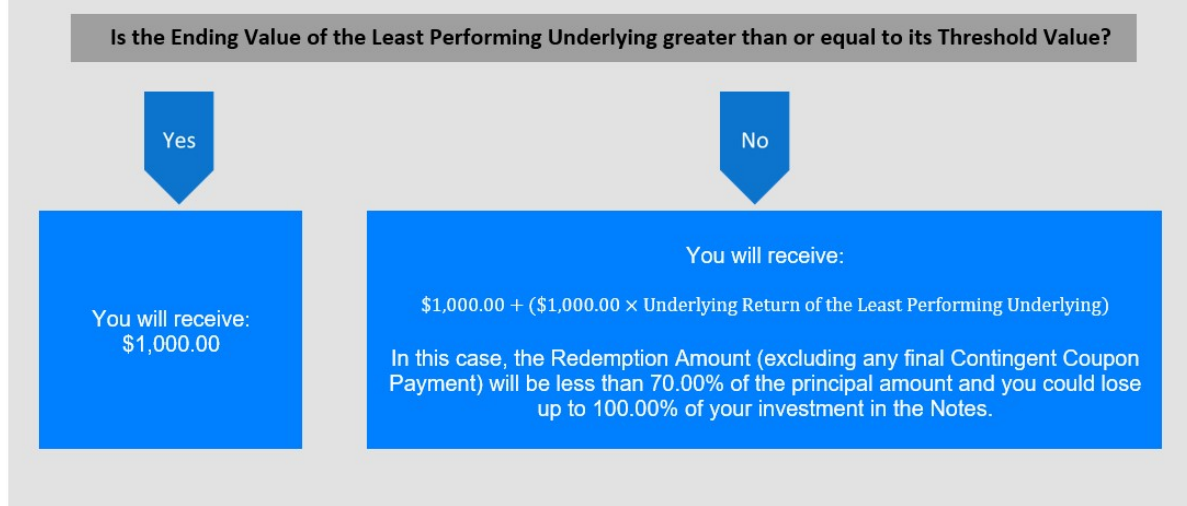 Is the Ending Value of the Least Performing Underlying greater than or equal to its Threshold Value?
Yes
No
You will receive:
$1,000.00
You will receive:
$1,000.00 + ($1,000.00 × Underlying Return of the Least Performing Underlying)
In this case, the Redemption Amount (excluding any final Contingent Coupon
Payment) will be less than 70.00% of the principal amount and you could lose
up to 100.00% of your investment in the Notes.